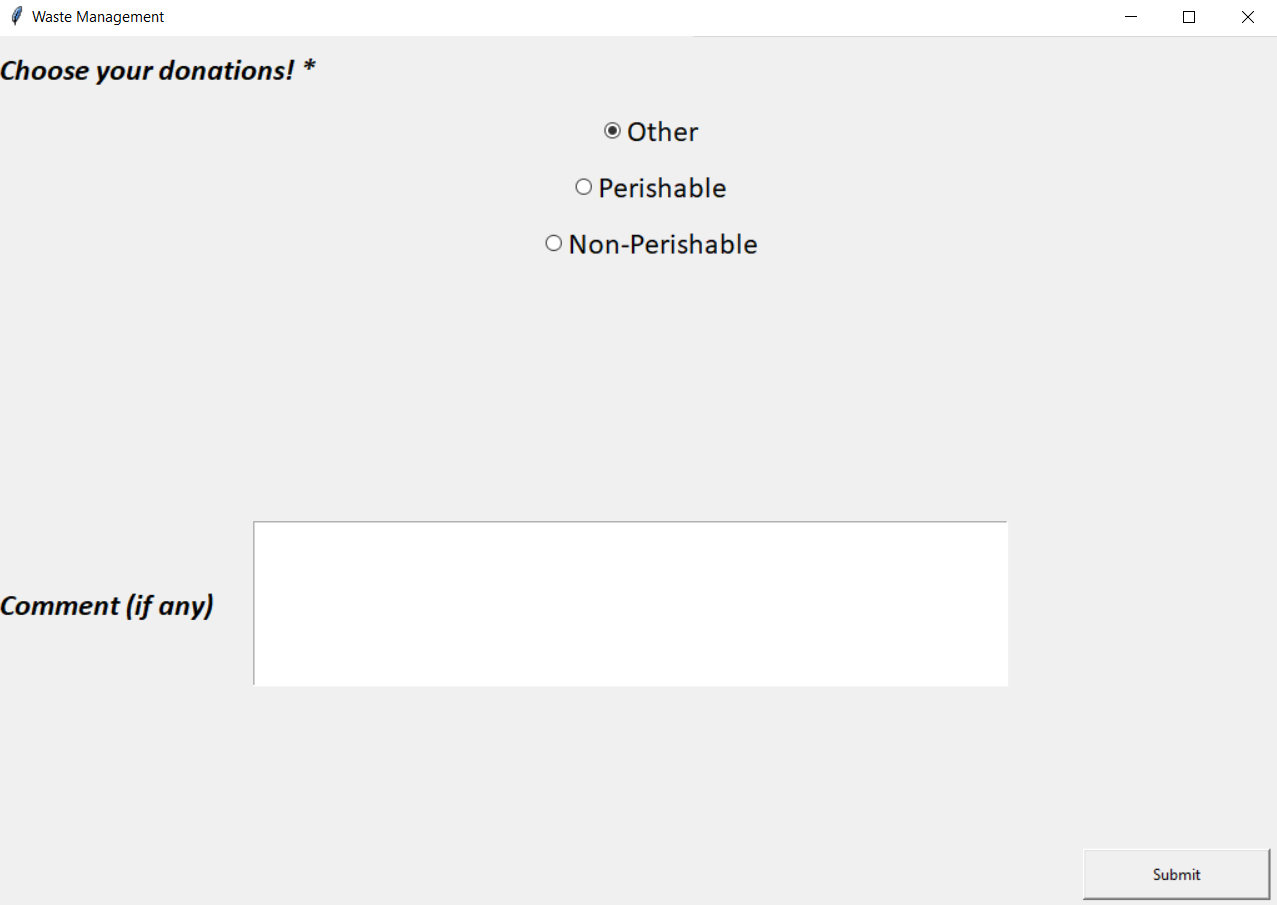 Waste Management
Choose your donations! *
Other
Perishable
Non-Perishable
Comment (if any)
Submit